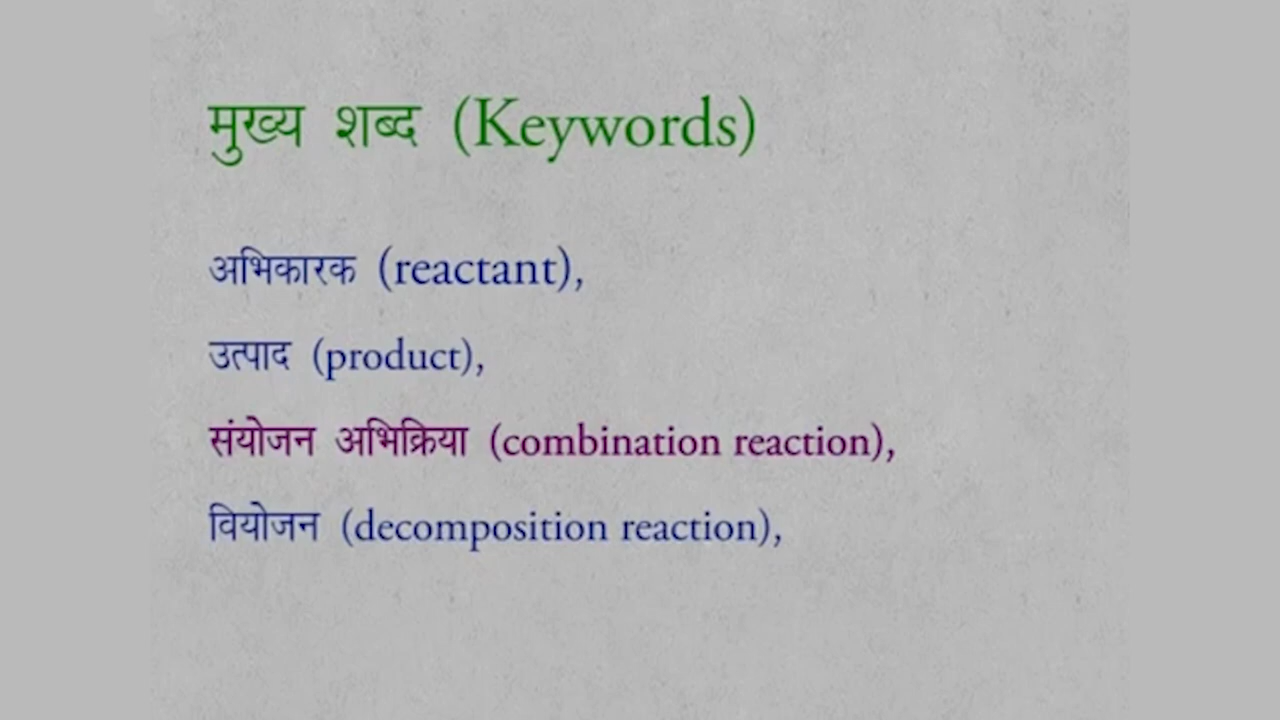 मुख्य शब्द (Keywords)
अभिकारक (reactant),
उत्पाद (product),
संयोजन अभिक्रिया (combination reaction),
वियोजन (decomposition reaction),